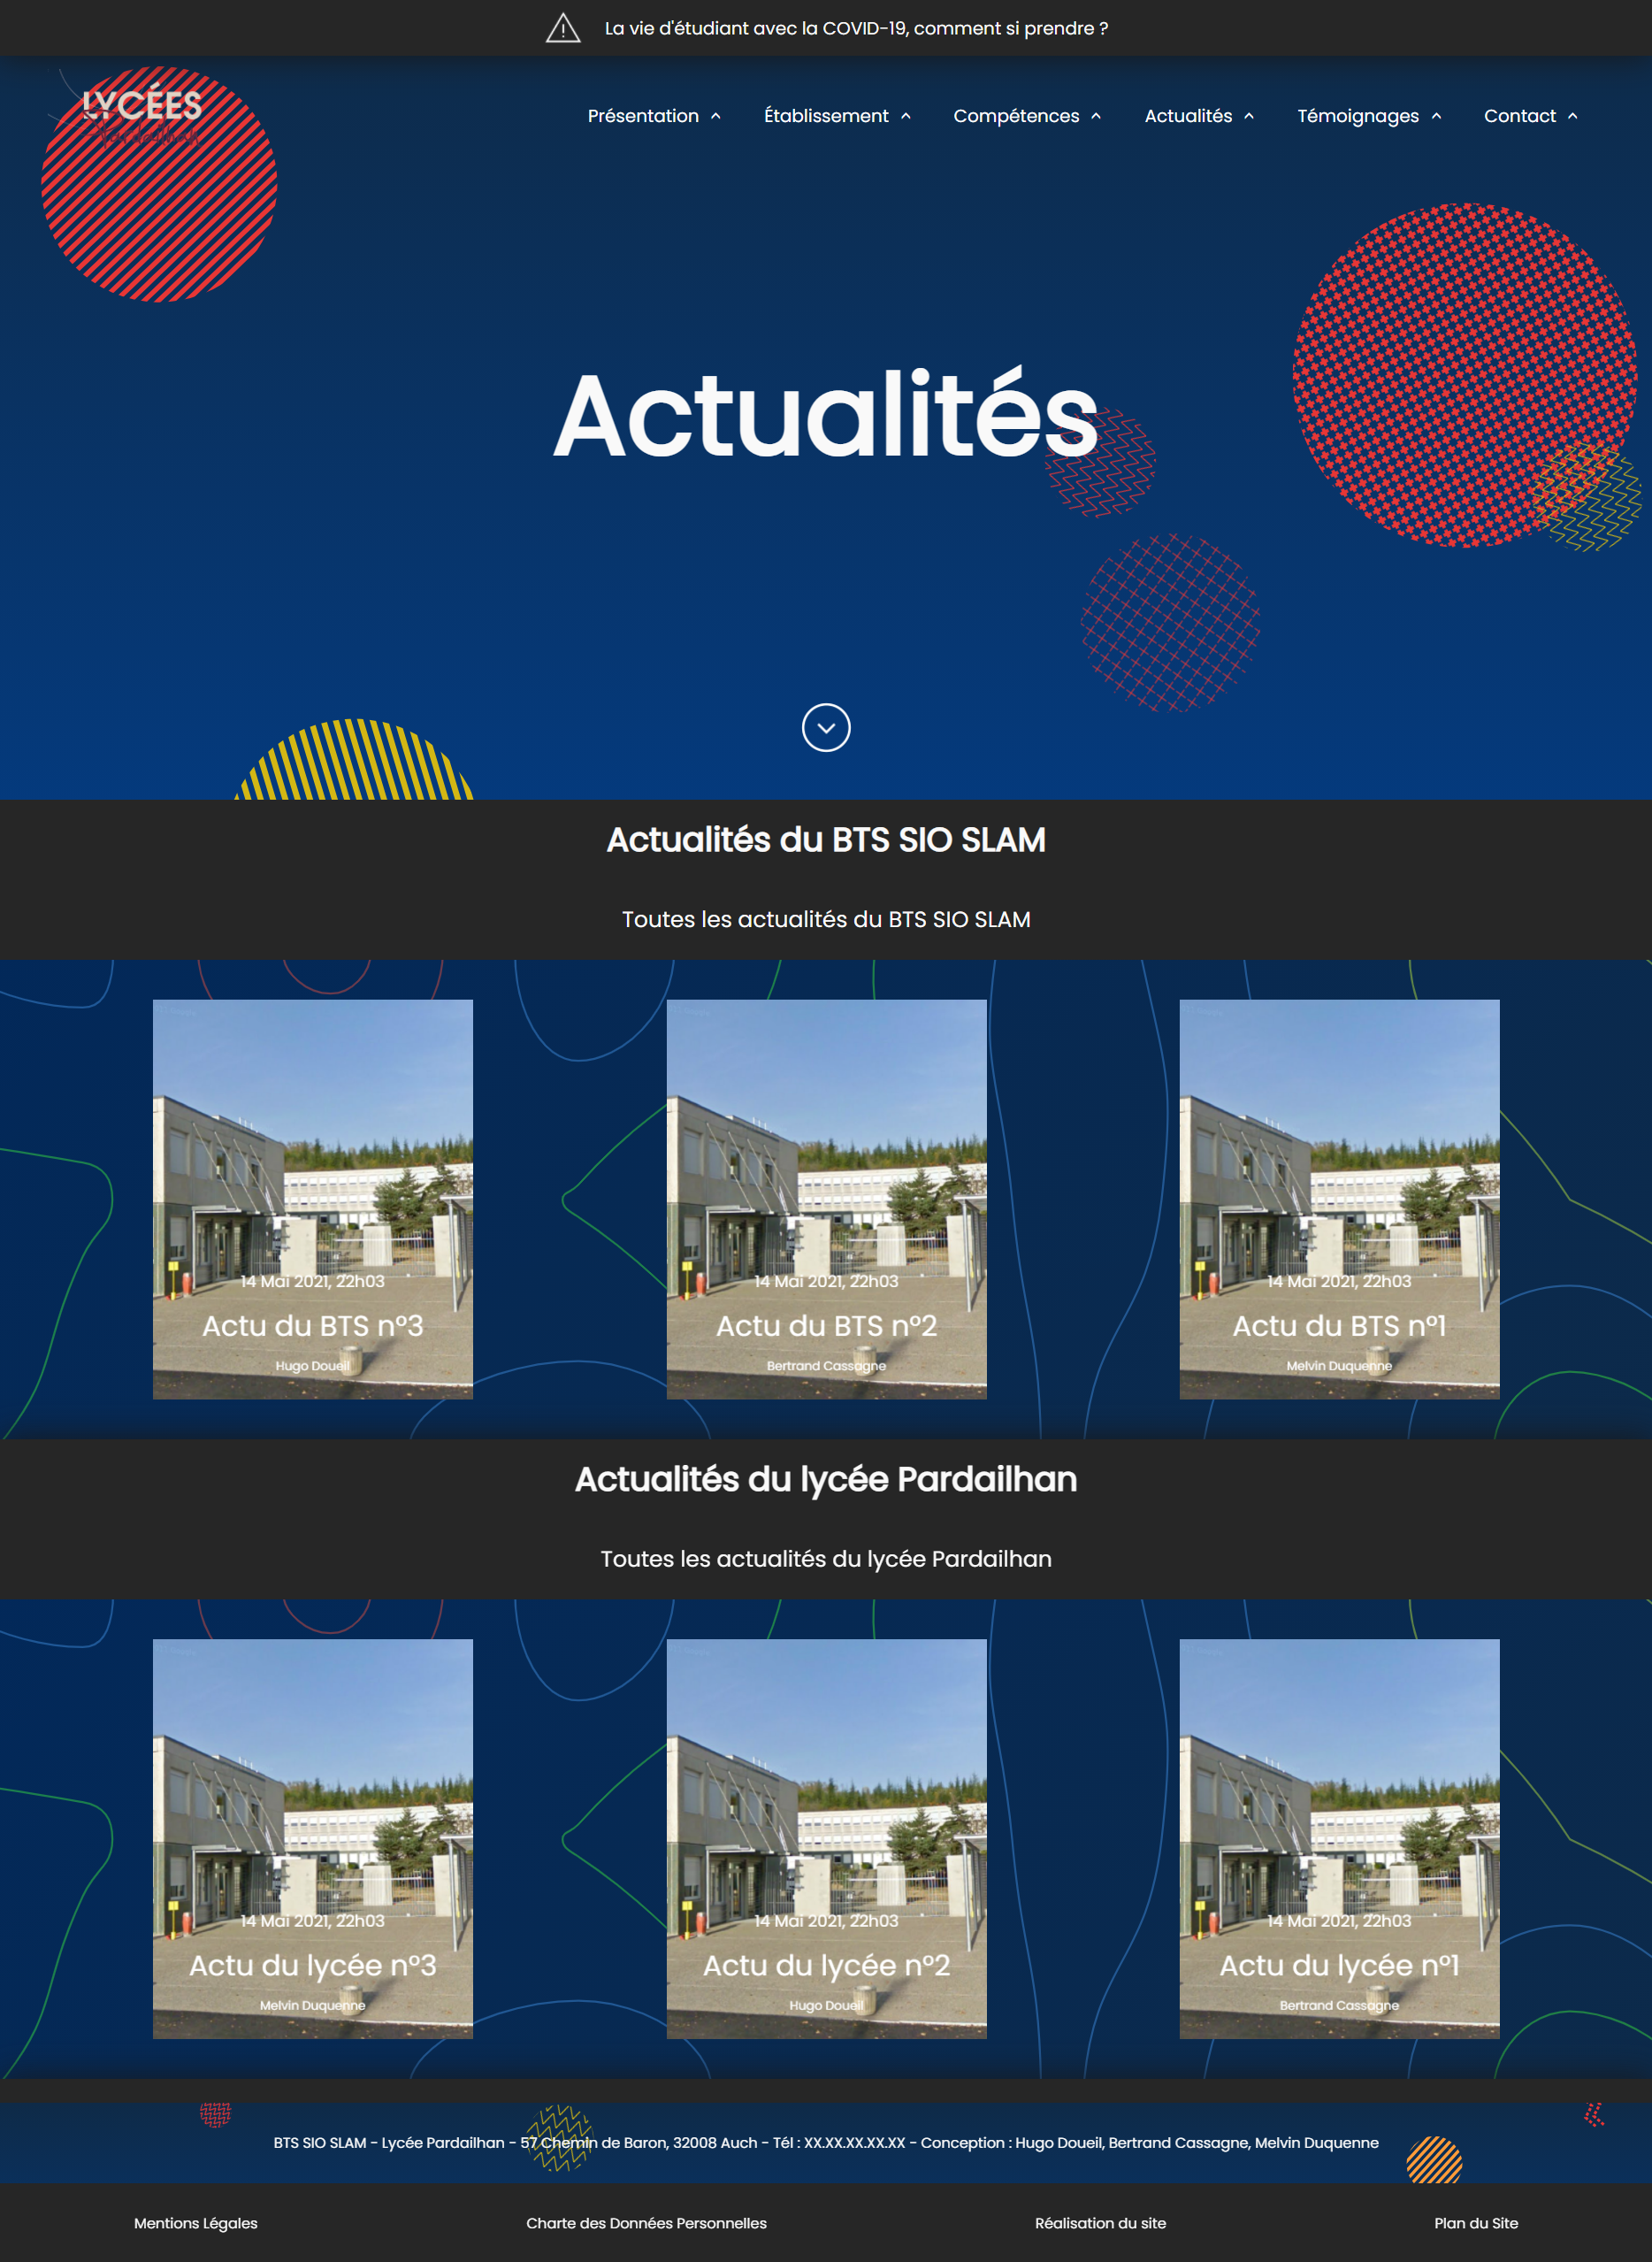 La vie d'étudiant avec la COVID-19, comment si prendre ?
LYCÉES
Pardailhan
Présentation Établissement Compétences Actualités Témoignages Contact
Actualités
Actualités du BTS SIO SLAM
Toutes les actualités du BTS SIO SLAM
14 Mai 2021, 22h03
Actu du BTS n°3
Hugo Doueil
14 Mai 2021, 22h03
Actu du BTS n°2
Bertrand Cassagne
14 Mai 2021, 22h03
Actu du BTS n°1
Melvin Duquenne
Actualités du lycée Pardailhan
Toutes les actualités du lycée Pardailhan
14 Mai 2021, 22h03
Actu du lycée n°3
Melvin Duquenne
14 Mai 2021, 22h03
Actu du lycée n°2
Hugo Doueil
14 Mai 2021, 22h03
Actu du lycée n°1
Bertrand Cassagne
BTS SIO SLAM - Lycée Pardailhan - 57 Chemin de Baron, 32008 Auch - Tél : XX.XX.XX.XX.XX - Conception : Hugo Doueil, Bertrand Cassagne, Melvin Duquenne
Mentions Légales Charte des Données Personnelles Réalisation du site Plan du Site